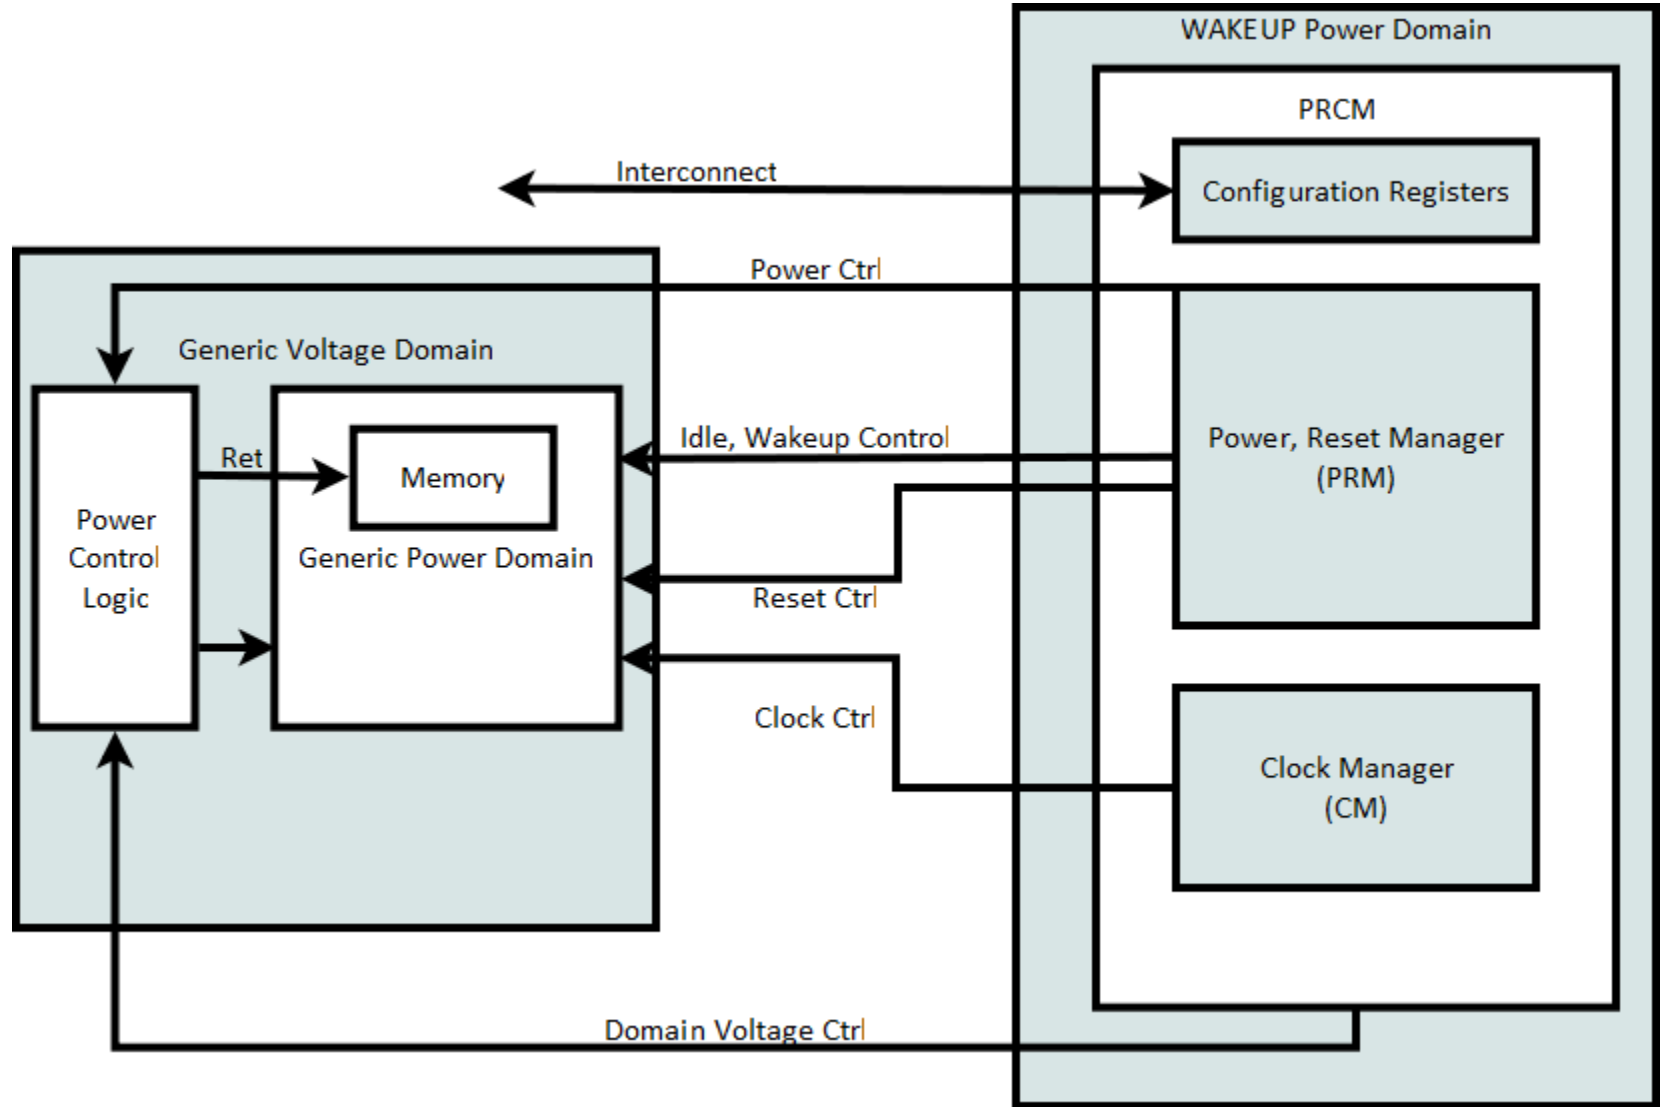 WAKEUP Power Domain
PRCM
Interconnect
Configuration Registers
Power Ctrl
Generic Voltage Domain
Idle, Wakeup Control
Power, Reset Manager
(PRM)
Ret
Memory
Power
Control
Logic
Generic Power Domain
Reset Ctrl
Clock Ctrl
Clock Manager
(CM)
Domain Voltage Ctrl